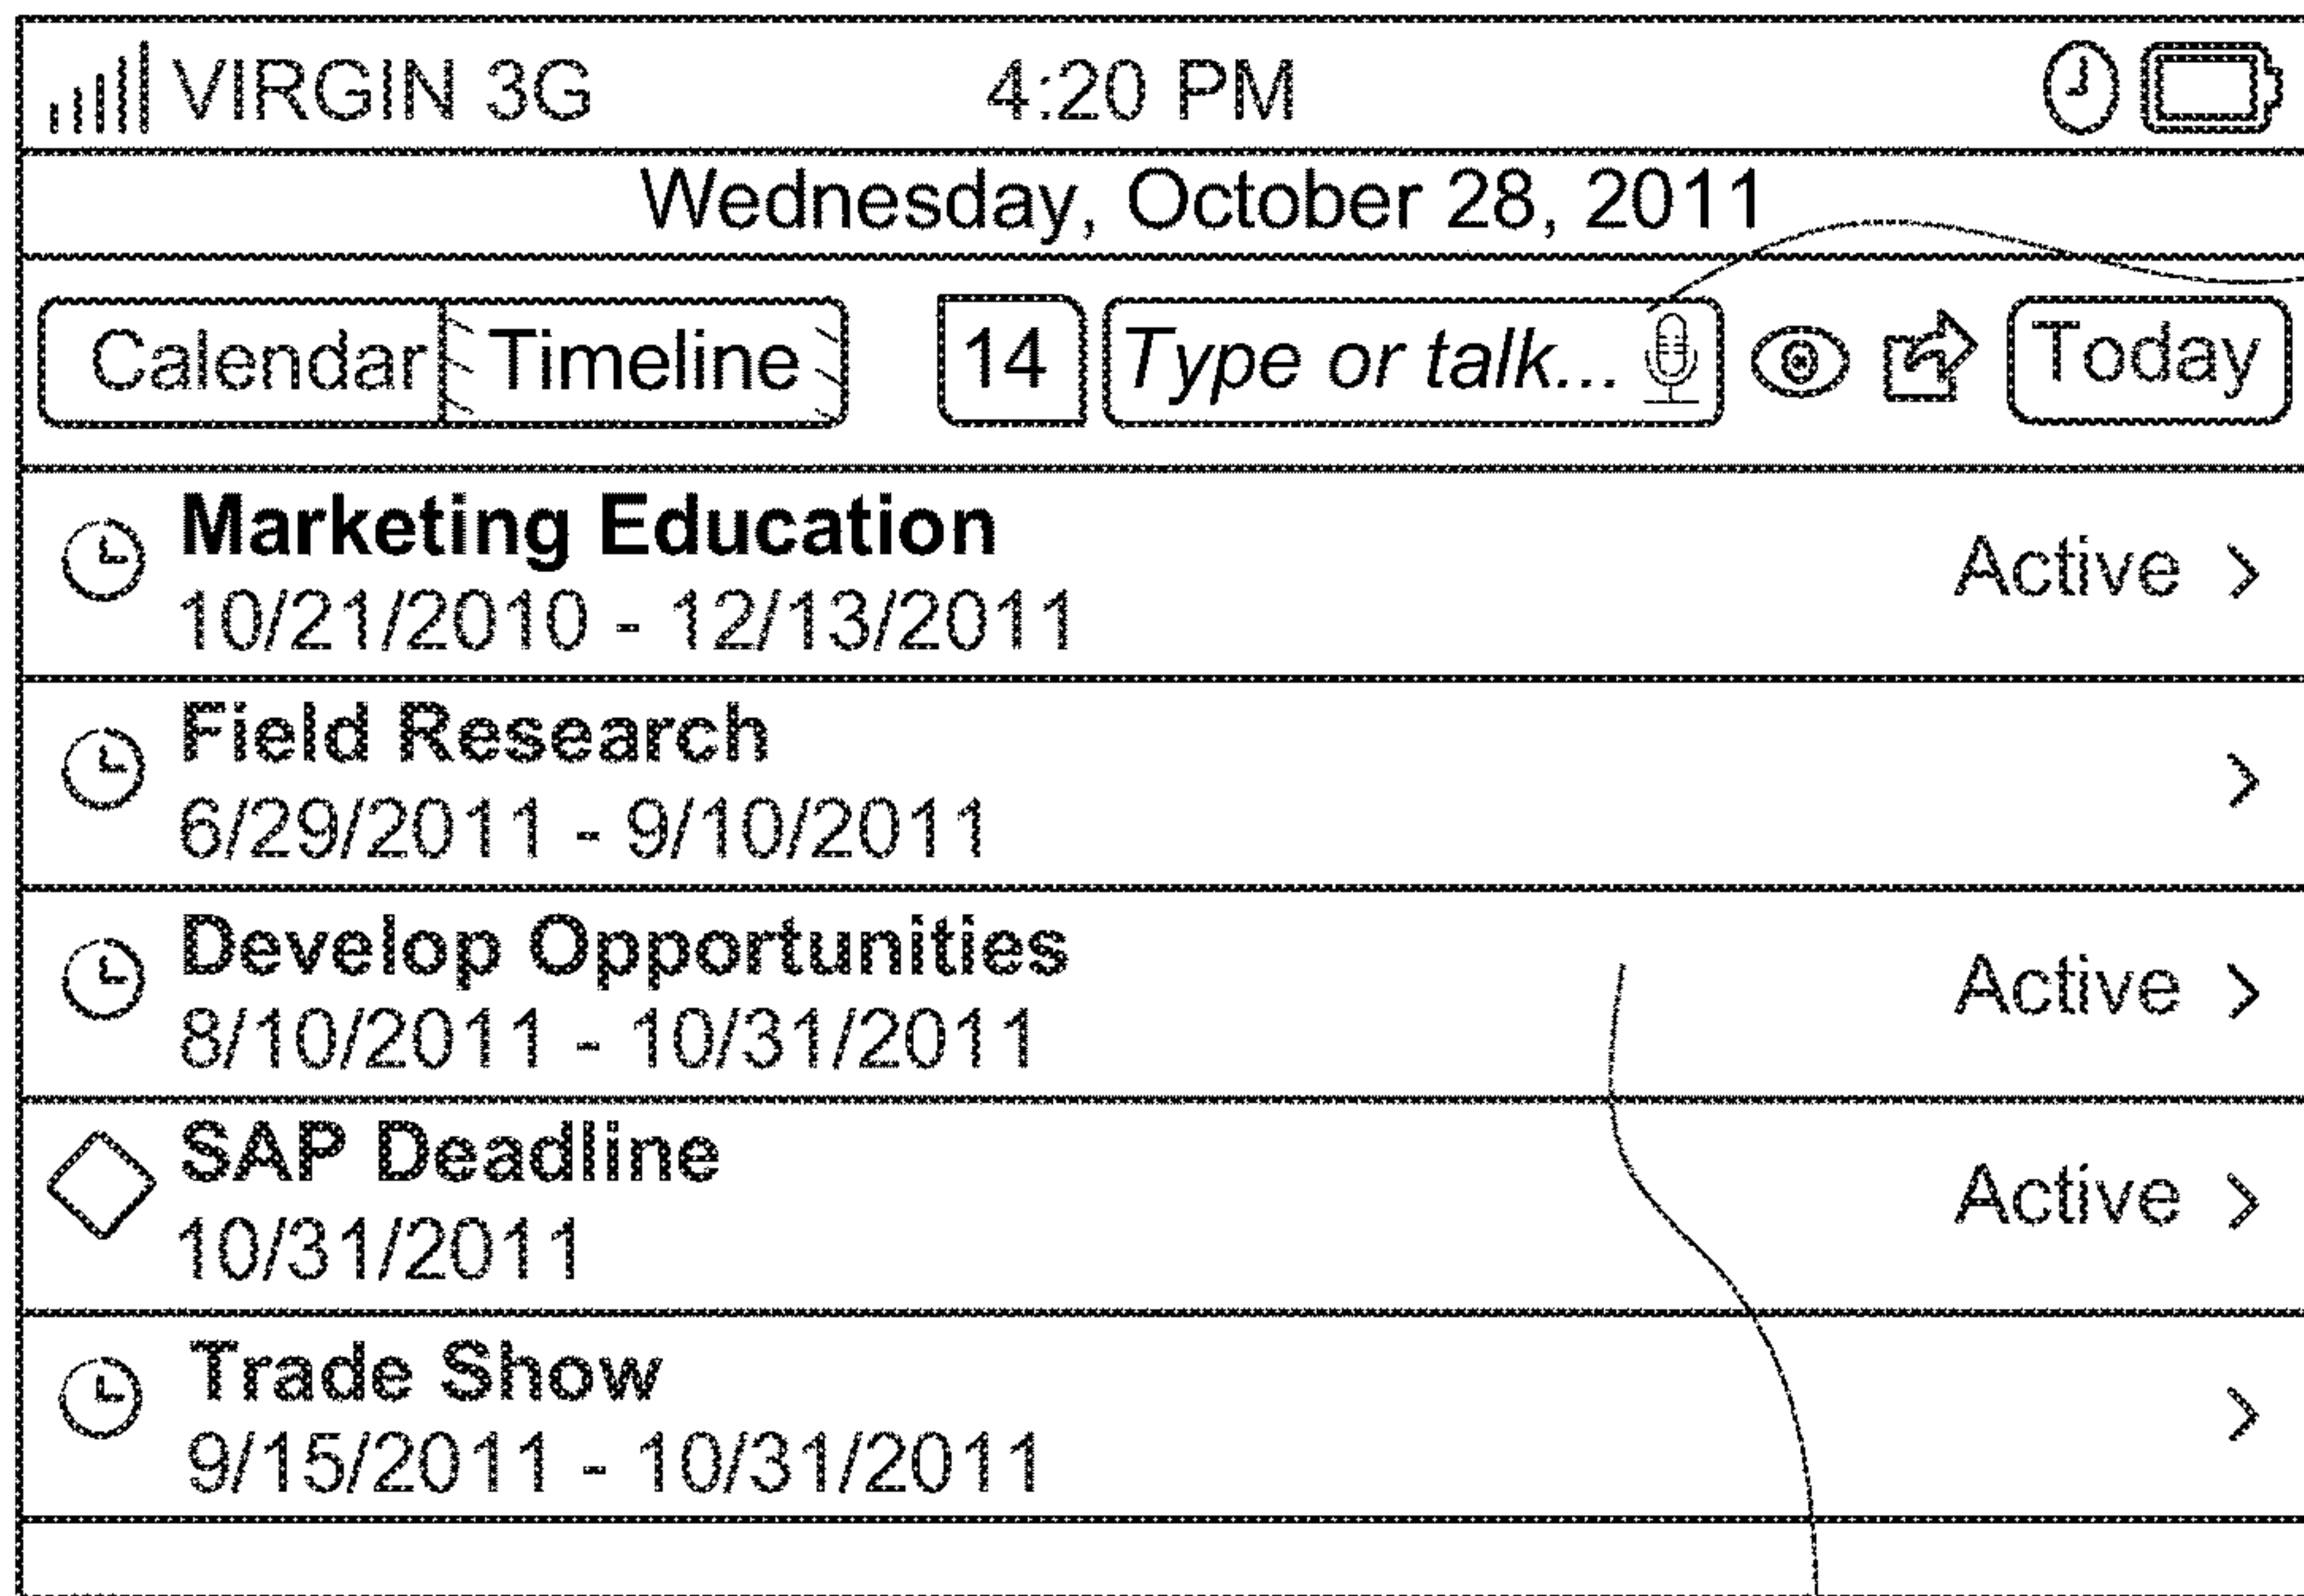 VIRGIN 3G 4:20 PM
Wednesday, October 28, 2011
Calendar Timeline 14 Type or talk... Today
Marketing Education
Active >
10/21/2010 - 12/13/2011
Field Research
>
6/29/2011 - 9/10/2011
Develop Opportunities
Active >
8/10/2011 - 10/31/2011
SAP Deadline
Active >
10/31/2011
Trade Show
>
9/15/2011 - 10/31/2011